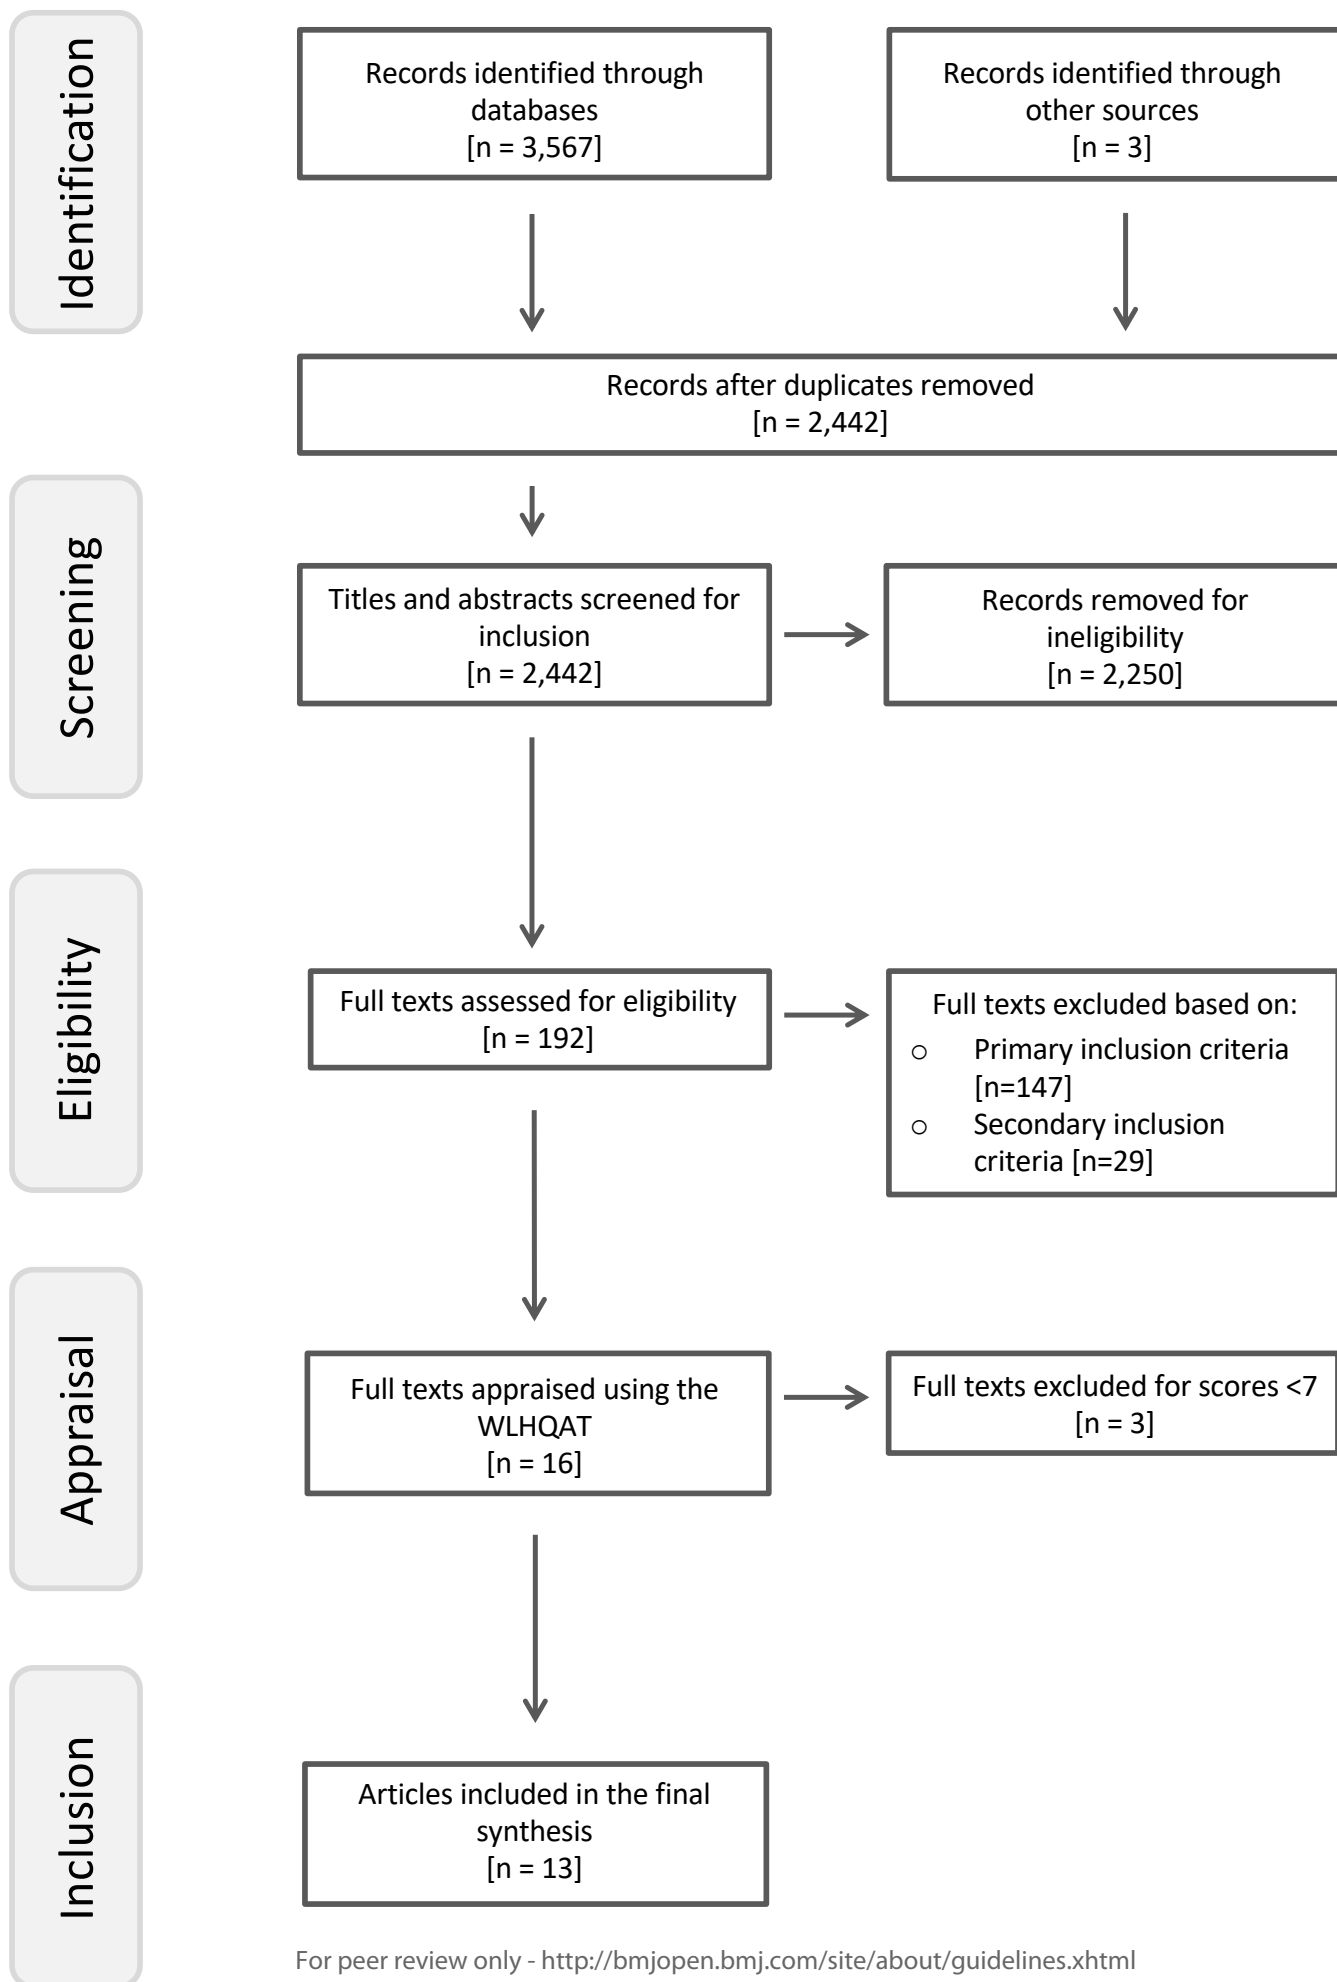 Identification
Records identified through
databases
[n = 3,567]
Records identified through
other sources
[n = 3]
Records after duplicates removed
[n = 2,442]
Screening
Titles and abstracts screened for
inclusion
[n = 2,442]
Records removed for
ineligibility
[n = 2,250]
Eligibility
Full texts assessed for eligibility
[n = 192]
Full texts excluded based on:
o Primary inclusion criteria
[n=147]
o Secondary inclusion
criteria [n=29]
Appraisal
Full texts appraised using the
WLHQAT
[n = 16]
Full texts excluded for scores <7
[n = 3]
Inclusion
Articles included in the final
synthesis
[n = 13]
For peer review only - http://bmjopen.bmj.com/site/about/guidelines.xhtml